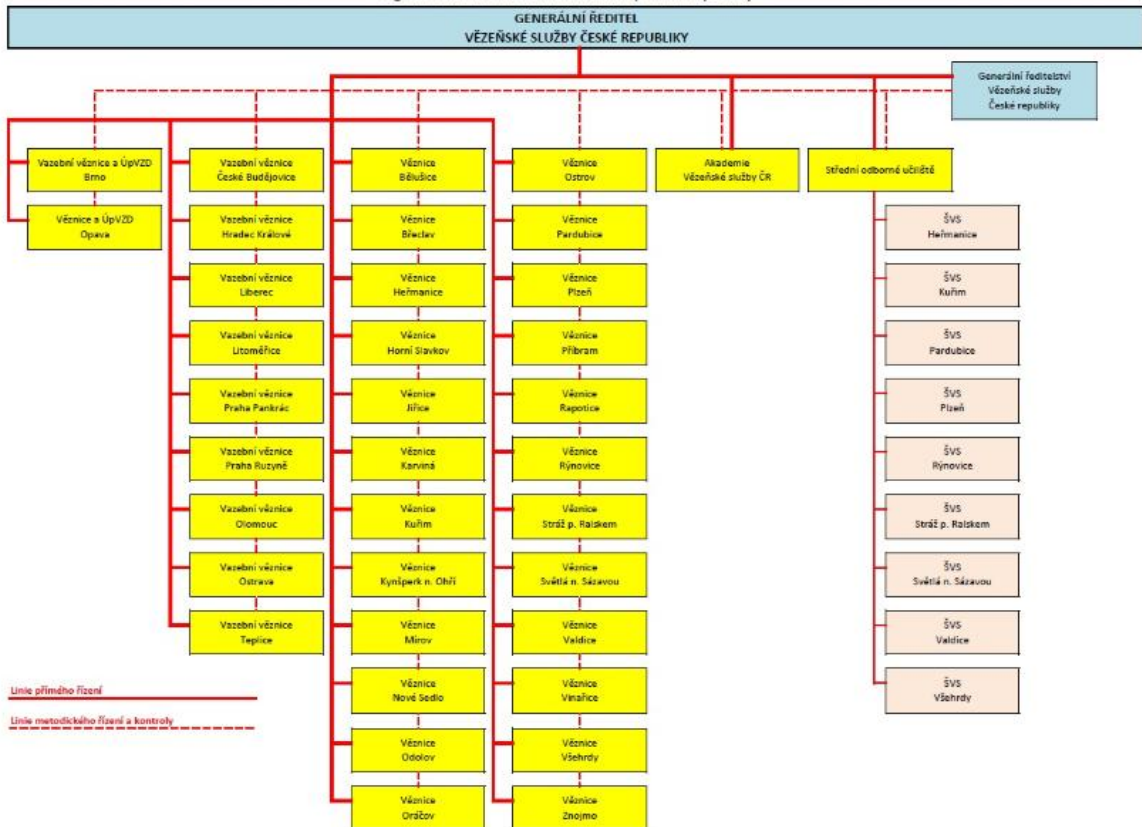 GENERÁLNÍ ŘEDITEL
VĚZEŇSKÉ SLUŽBY ČESKÉ REPUBLIKY
Generální ředitelství
Vězeňské služby
České republiky
Vazební věznice a ÚpVZD
Brno
Věznice a ÚpVZD
Opava
Vazební věznice
České Budějovice
Vazební věznice
Hradec Králové
Vazební věznice
Liberec
Vazební věznice
Litoměřice
Vazební věznice
Praha Pankrác
Vazební věznice
Praha Ruzyně
Vazební věznice
Olomouc
Vazební věznice
Ostrava
Vazební věznice
Teplice
Věznice
Bělušice
Věznice
Břeclav
Věznice
Heřmanice
Věznice
Horní Slavkov
Věznice
Jiřice
Věznice
Karviná
Věznice
Kuřim
Věznice
Kynšperk n. Ohří
Věznice
Mírov
Věznice
Nové Sedlo
Věznice
Odolov
Věznice
Oráčov
Věznice
Ostrov
Věznice
Pardubice
Věznice
Plzeň
Věznice
Příbram
Věznice
Rapotice
Věznice
Rýnovice
Věznice
Stráž p. Ralskem
Věznice
Světlá n. Sázavou
Věznice
Valdice
Věznice
Vinařice
Věznice
Všehrdy
Věznice
Znojmo
Akademie
Vězeňské služby ČR
Střední odborné učiliště
ŠVS
Heřmanice
ŠVS
Kuřim
ŠVS
Pardubice
ŠVS
Plzeň
ŠVS
Rýnovice
ŠVS
Stráž p. Ralskem
ŠVS
Světlá n. Sázavou
ŠVS
Valdice
ŠVS
Všehrdy
Linie přímého řízení
Linie metodického řízení a kontroly